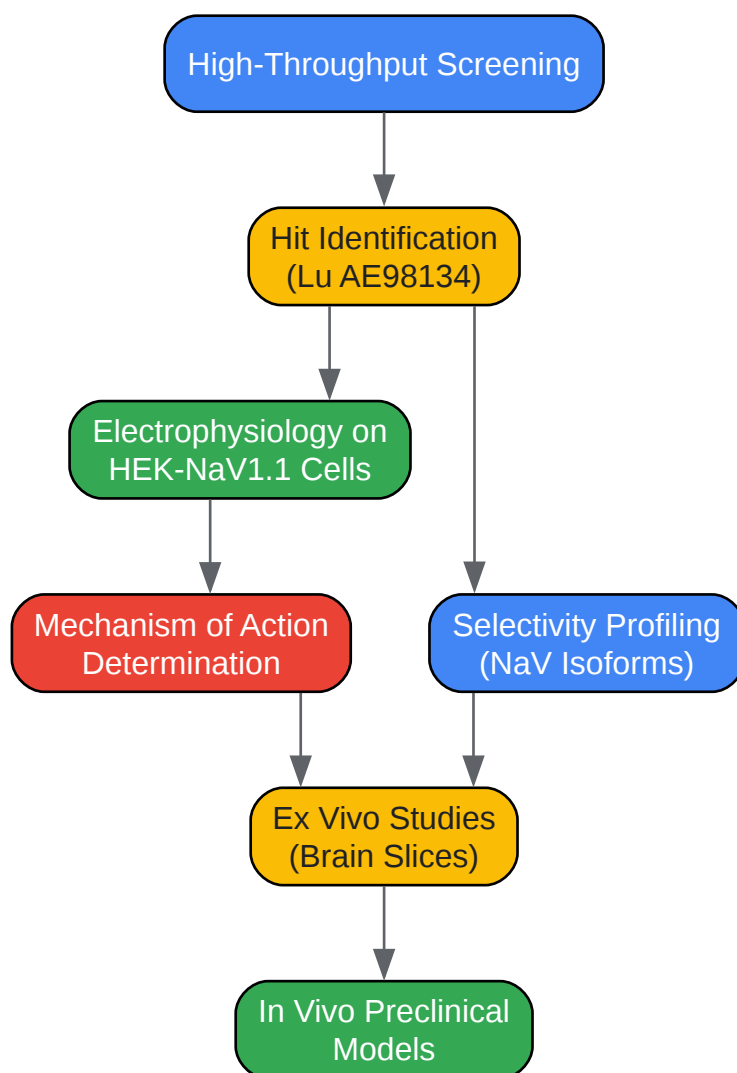 High-Throughput Screening
Hit Identification
(Lu AE98134)
Electrophysiology on
HEK-NaV1.1 Cells
Mechanism of Action
Determination
Selectivity Profiling
(NaV Isoforms)
Ex Vivo Studies
(Brain Slices)
In Vivo Preclinical
Models